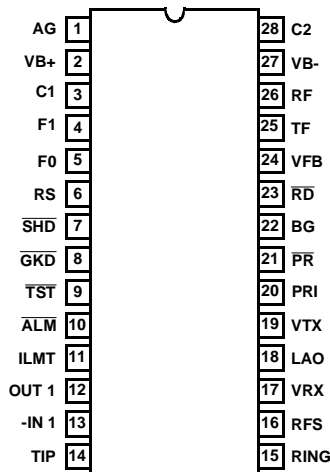 AG 1 28 C2
VB+ 2 27 VB-
C1 3 26 RF
F1 4 25 TF
F0 5 24 VFB
RS 6 23 RD
SHD 7 22 BG
GKD 8 21 PR
TST 9 20 PRI
ALM 10 19 VTX
ILMT 11 18 LAO
OUT 1 12 17 VRX
-IN 1 13 16 RFS
TIP 14 15 RING